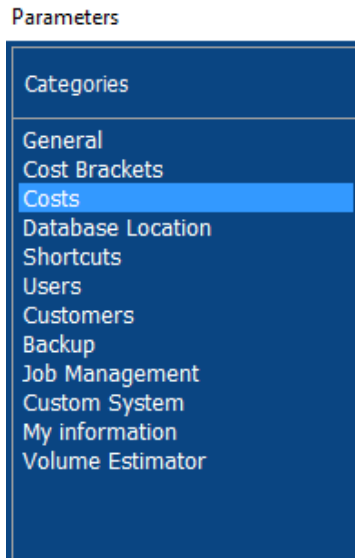 Parameters
Categories
General
Cost Brackets
Costs
Database Location
Shortcuts
Users
Customers
Backup
Job Management
Custom System
My information
Volume Estimator